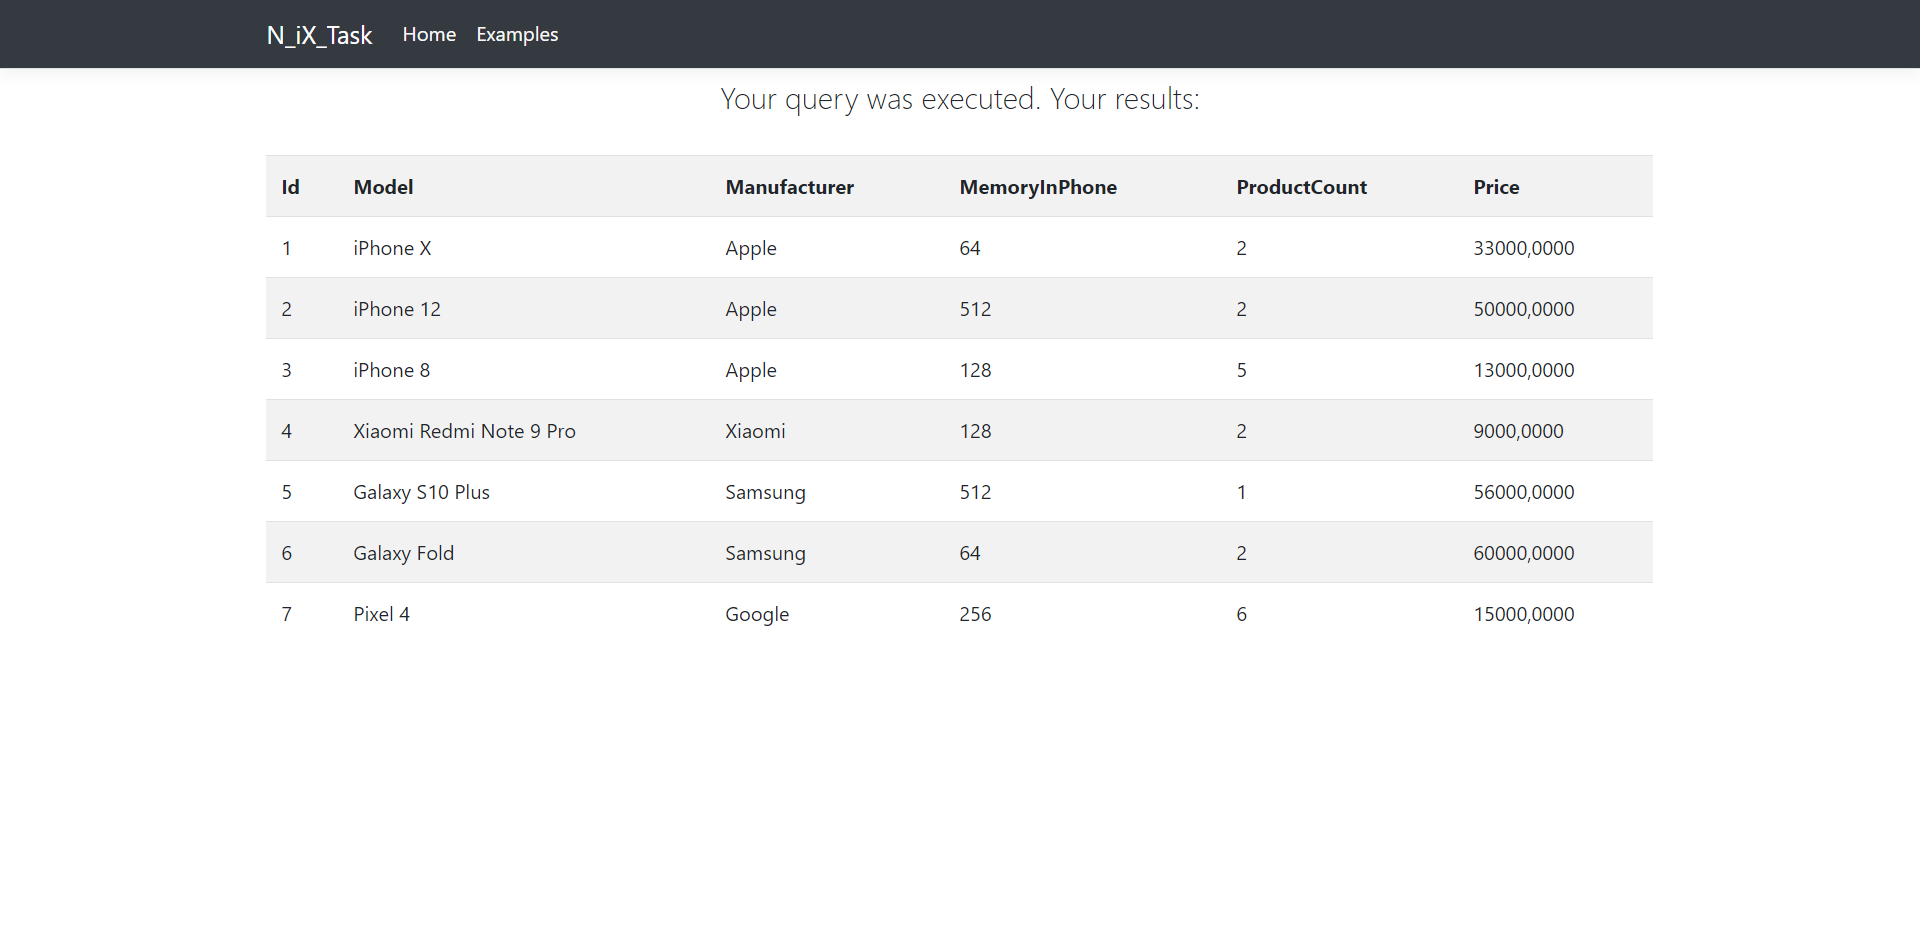 N_iX_Task Home Examples
Your query was executed. Your results:
Id Model Manufacturer MemoryInPhone ProductCount Price
1 iPhone X Apple 64 2 33000,0000
2 iPhone 12 Apple 512 2 50000,0000
3 iPhone 8 Apple 128 5 13000,0000
4 Xiaomi Redmi Note 9 Pro Xiaomi 128 2 9000,0000
5 Galaxy S10 Plus Samsung 512 1 56000,0000
6 Galaxy Fold Samsung 64 2 60000,0000
7 Pixel 4 Google 256 6 15000,0000